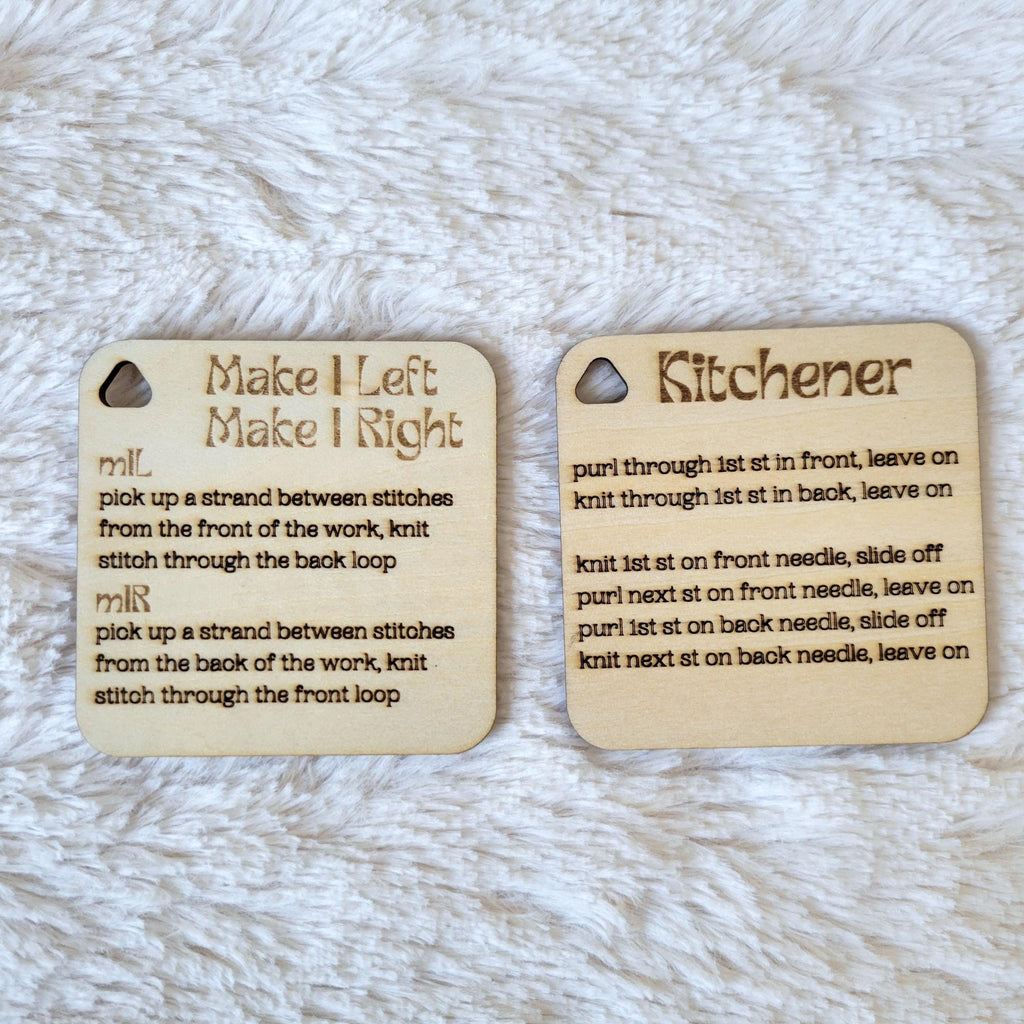 Make 1 Left
Make 1 Right
m1L
pick up a strand between stitches
from the front of the work, knit
stitch through the back loop
m1R
pick up a strand between stitches
from the back of the work, knit
stitch through the front loop
Kitchener
purl through 1st st in front, leave on
knit through 1st st in back, leave on
knit 1st st on front needle, slide off
purl next st on front needle, leave on
purl 1st st on back needle, slide off
knit next st on back needle, leave on